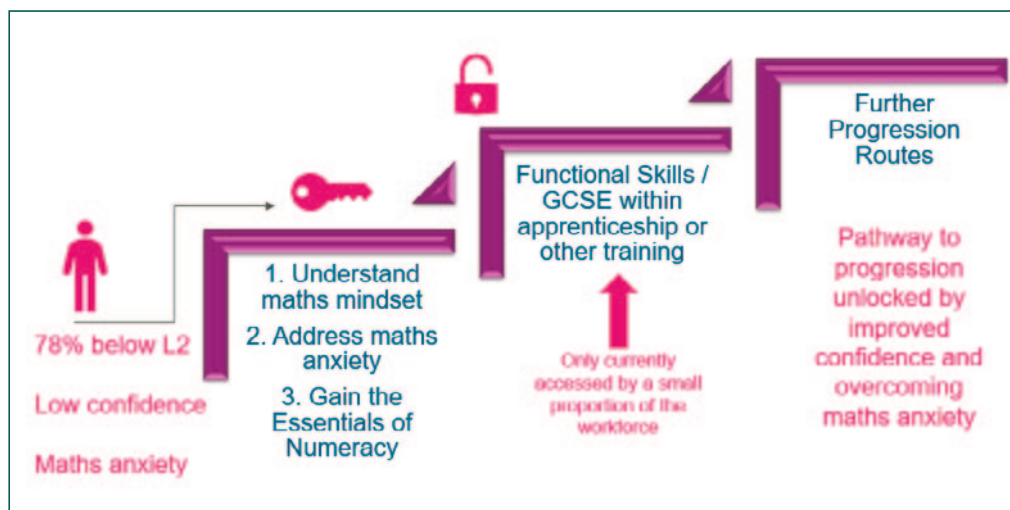 78% below L2
Low confidence
Maths anxiety
1. Understand
maths mindset
2. Address maths
anxiety
3. Gain the
Essentials of
Numeracy
Functional Skills /
GCSE within
apprenticeship or
other training
Only currently
accessed by a small
proportion of the
workforce
Further
Progression
Routes
Pathway to
progression
unlocked by
improved
confidence and
overcoming
maths anxiety